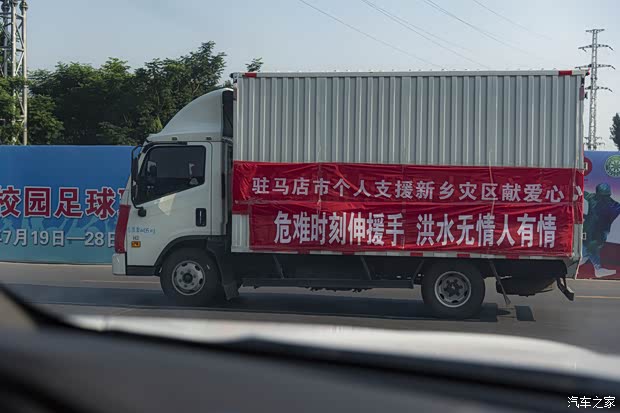 驻马店市个人支援新乡灾区献爱心
危难时刻伸援手 洪水无情人有情
校园足球
7月19日—28日
汽车之家